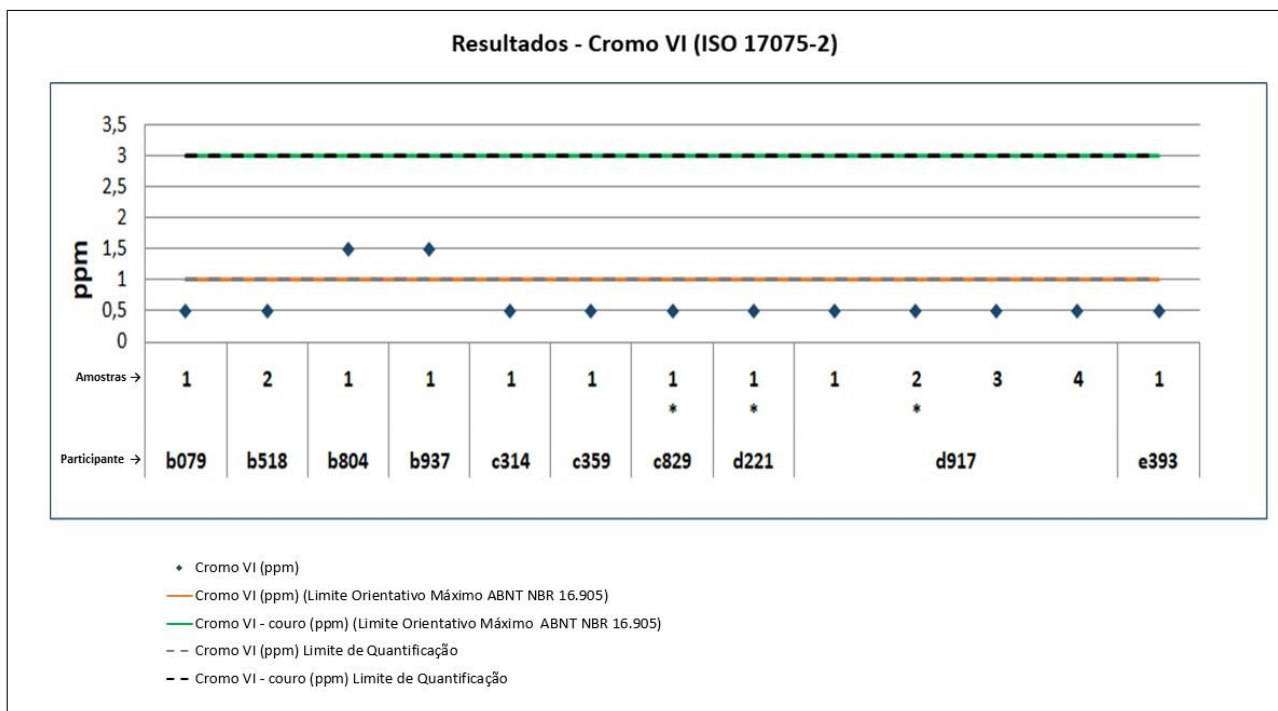 Resultados - Cromo VI (ISO 17075-2)
ppm
3,5
3
2,5
2
1,5
1
0,5
0
Amostras → 1 2 1 1 1 1 1 1 1 2 3 4 1
* * *
Participante → b079 b518 b804 b937 c314 c359 c829 d221 d917 e393
Cromo VI (ppm)
Cromo VI (ppm) (Limite Orientativo Máximo ABNT NBR 16.905)
Cromo VI - couro (ppm) (Limite Orientativo Máximo ABNT NBR 16.905)
Cromo VI (ppm) Limite de Quantificação
Cromo VI - couro (ppm) Limite de Quantificação